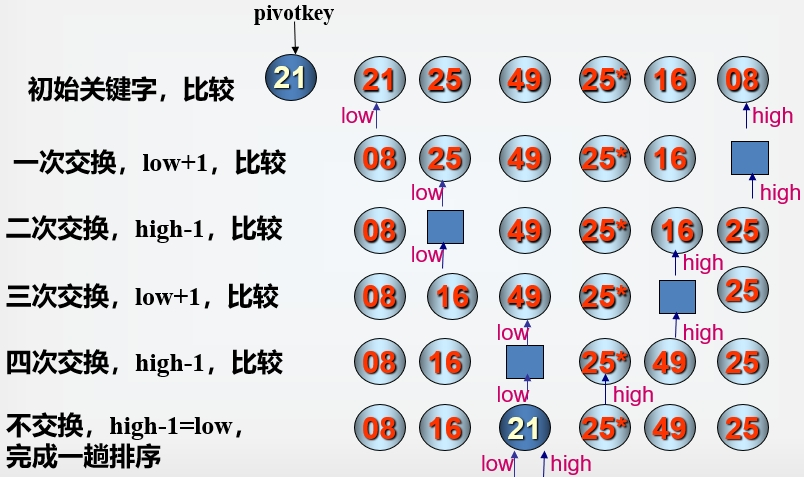 pivotkey
初始关键字，比较 21 21 25 49 25* 16 08
low high
一次交换，low+1，比较 08 25 49 25* 16
low high
二次交换，high-1，比较 08 49 25* 16 25
low high
三次交换，low+1，比较 08 16 49 25* 25
low high
四次交换，high-1，比较 08 16 25* 49 25
low high
不交换，high-1=low， 08 16 21 25* 49 25
完成一趟排序
low high